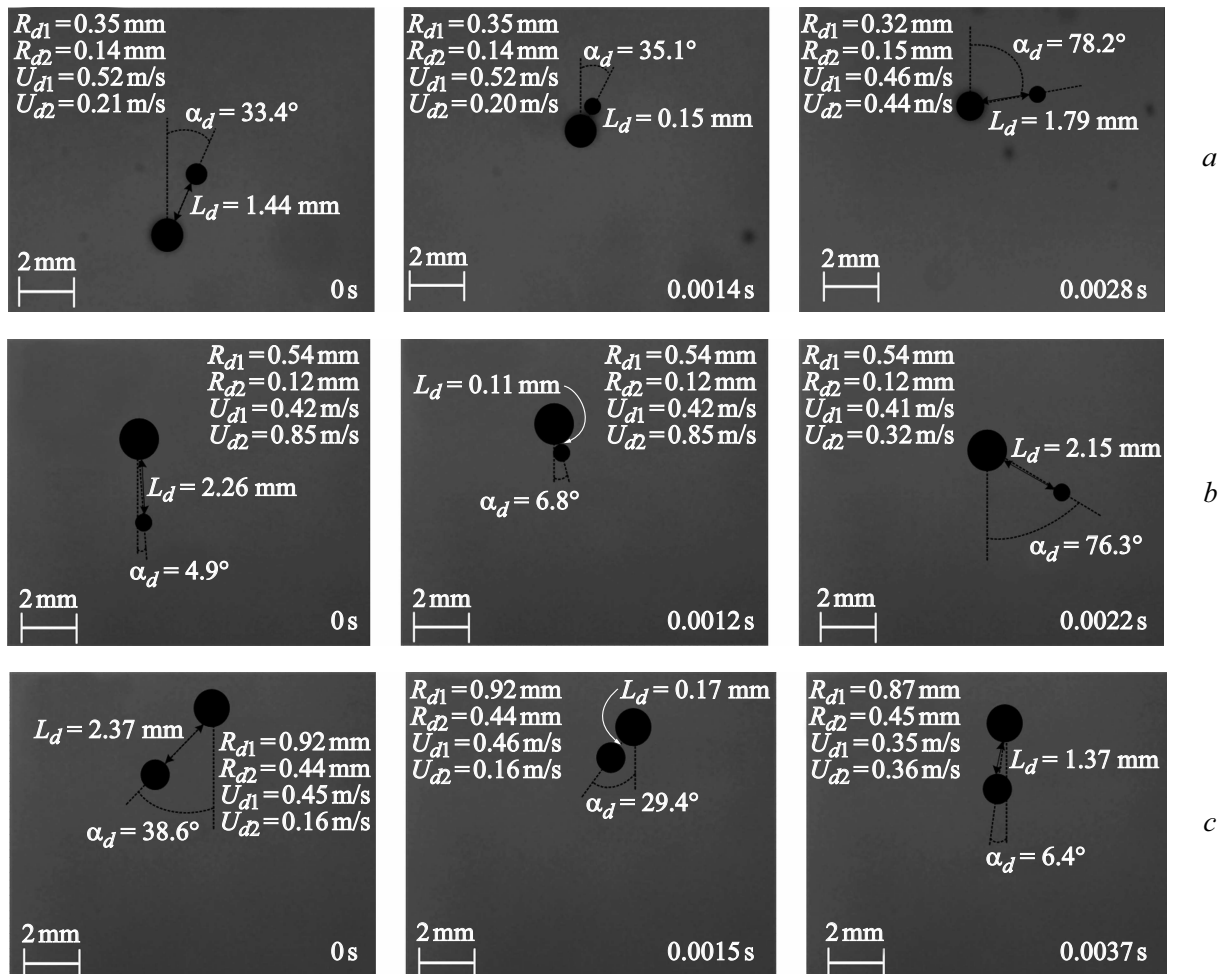 R_d1 = 0.35 mm
R_d2 = 0.14 mm
U_d1 = 0.52 m/s
U_d2 = 0.21 m/s
α_d = 33.4°
L_d = 1.44 mm
2 mm
0 s
R_d1 = 0.35 mm
R_d2 = 0.14 mm
U_d1 = 0.52 m/s
U_d2 = 0.20 m/s
α_d = 35.1°
L_d = 0.15 mm
2 mm
0.0014 s
R_d1 = 0.32 mm
R_d2 = 0.15 mm
U_d1 = 0.46 m/s
U_d2 = 0.44 m/s
α_d = 78.2°
L_d = 1.79 mm
2 mm
0.0028 s
a
R_d1 = 0.54 mm
R_d2 = 0.12 mm
U_d1 = 0.42 m/s
U_d2 = 0.85 m/s
L_d = 2.26 mm
α_d = 4.9°
2 mm
0 s
R_d1 = 0.54 mm
L_d = 0.11 mm
R_d2 = 0.12 mm
U_d1 = 0.42 m/s
U_d2 = 0.85 m/s
α_d = 6.8°
2 mm
0.0012 s
R_d1 = 0.54 mm
R_d2 = 0.12 mm
U_d1 = 0.41 m/s
U_d2 = 0.32 m/s
L_d = 2.15 mm
α_d = 76.3°
2 mm
0.0022 s
b
L_d = 2.37 mm
R_d1 = 0.92 mm
R_d2 = 0.44 mm
U_d1 = 0.45 m/s
U_d2 = 0.16 m/s
α_d = 38.6°
2 mm
0 s
R_d1 = 0.92 mm
L_d = 0.17 mm
R_d2 = 0.44 mm
U_d1 = 0.46 m/s
U_d2 = 0.16 m/s
α_d = 29.4°
2 mm
0.0015 s
R_d1 = 0.87 mm
R_d2 = 0.45 mm
U_d1 = 0.35 m/s
U_d2 = 0.36 m/s
L_d = 1.37 mm
α_d = 6.4°
2 mm
0.0037 s
c